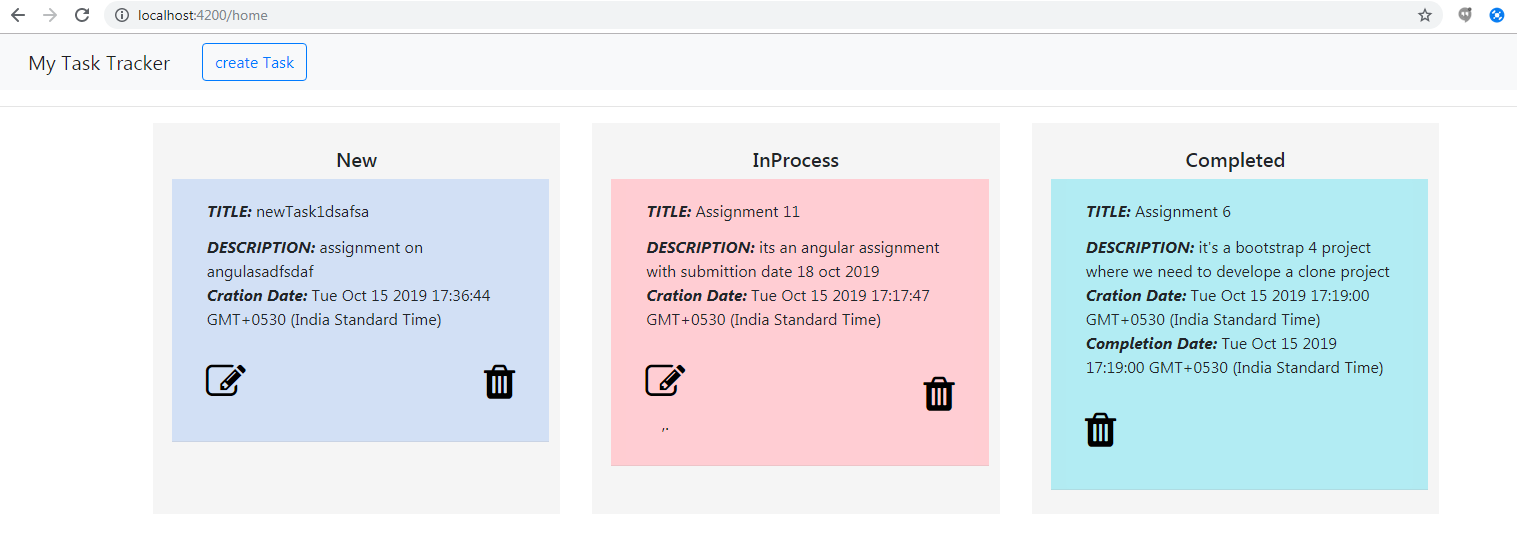 localhost:4200/home
My Task Tracker
create Task
New
TITLE: newTask1dsafsa
DESCRIPTION: assignment on
angulasadfsdaf
Cration Date: Tue Oct 15 2019 17:36:44
GMT+0530 (India Standard Time)
InProcess
TITLE: Assignment 11
DESCRIPTION: its an angular assignment
with submittion date 18 oct 2019
Cration Date: Tue Oct 15 2019 17:17:47
GMT+0530 (India Standard Time)
,.
Completed
TITLE: Assignment 6
DESCRIPTION: it's a bootstrap 4 project
where we need to develope a clone project
Cration Date: Tue Oct 15 2019 17:19:00
GMT+0530 (India Standard Time)
Completion Date: Tue Oct 15 2019
17:19:00 GMT+0530 (India Standard Time)